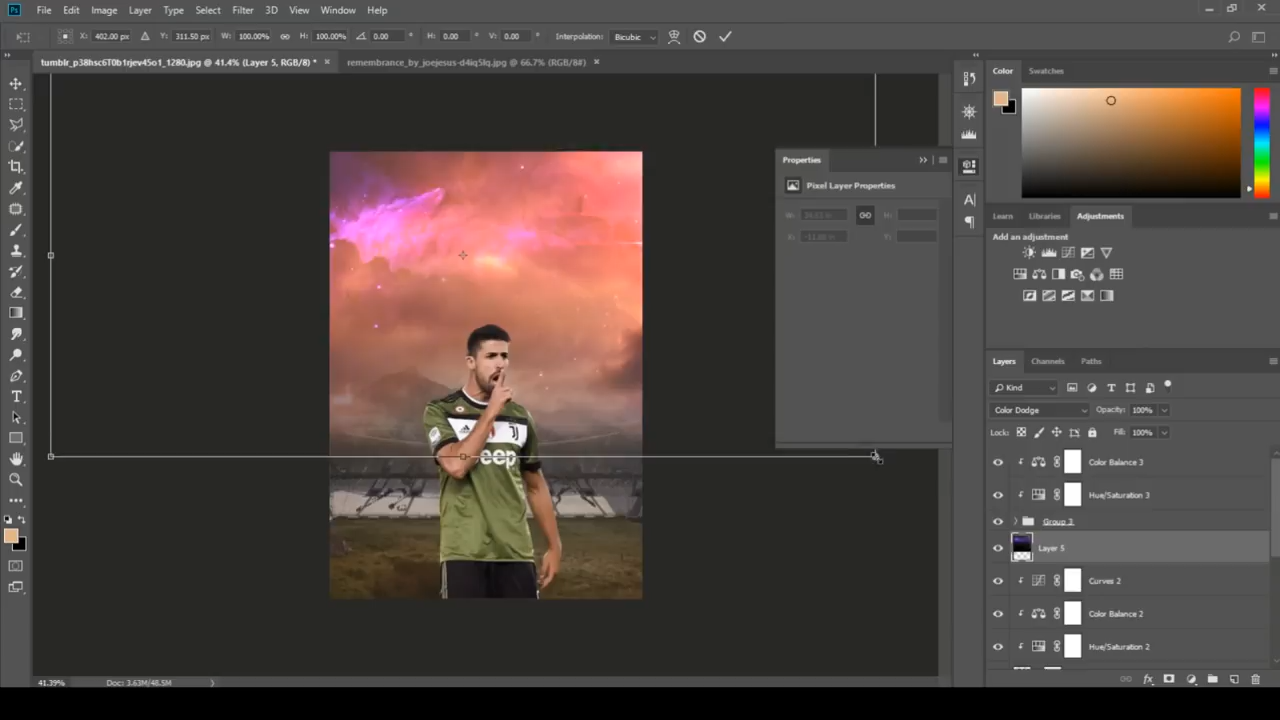 Ps File Edit Image Layer Type Select Filter 3D View Window Help
X: 402.00 px Y: 311.50 px W: 100.00% H: 100.00% 0.00 ° H: 0.00 ° V: 0.00 ° Interpolation: Bicubic
tumblr_p38hsc6T0b1rjev45o1_1280.jpg @ 41.4% (Layer 5, RGB/8) * × remembrance_by_joejesus-d4iq5lq.jpg @ 66.7% (RGB/8#) ×
Color Swatches
Properties
Pixel Layer Properties
W: H:
X: Y:
Learn Libraries Adjustments
Add an adjustment
Layers Channels Paths
Kind
Color Dodge Opacity: 100%
Lock: Fill: 100%
Color Balance 3
Hue/Saturation 3
Group 3
Layer 5
Curves 2
Color Balance 2
Hue/Saturation 2
eep
41.39% Doc: 3.63M/48.5M